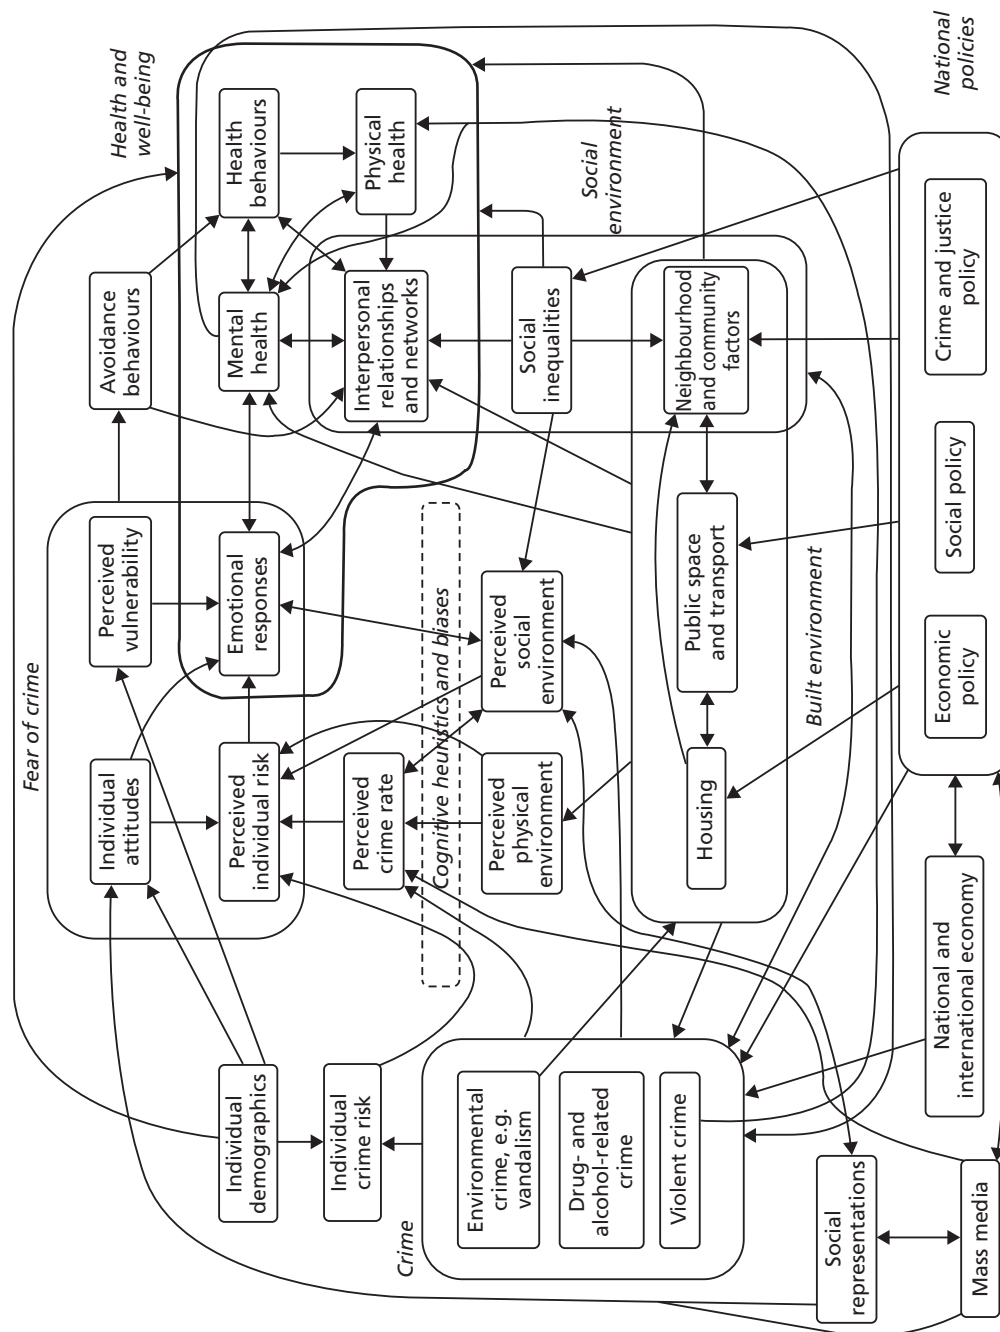 Health and
well-being
National
policies
Health
behaviours
Physical
health
Social
environment
Crime and justice
policy
Avoidance
behaviours
Mental
health
Interpersonal
relationships
and networks
Social
inequalities
Neighbourhood
and community
factors
Social policy
Fear of crime
Perceived
vulnerability
Emotional
responses
Cognitive heuristics and biases
Perceived
social
environment
Public space
and transport
Built environment
Economic
policy
Individual
attitudes
Perceived
individual risk
Perceived
crime rate
Perceived
physical
environment
Housing
National and
international economy
Individual
demographics
Individual
crime risk
Crime
Environmental
crime, e.g.
vandalism
Drug- and
alcohol-related
crime
Violent crime
Social
representations
Mass media